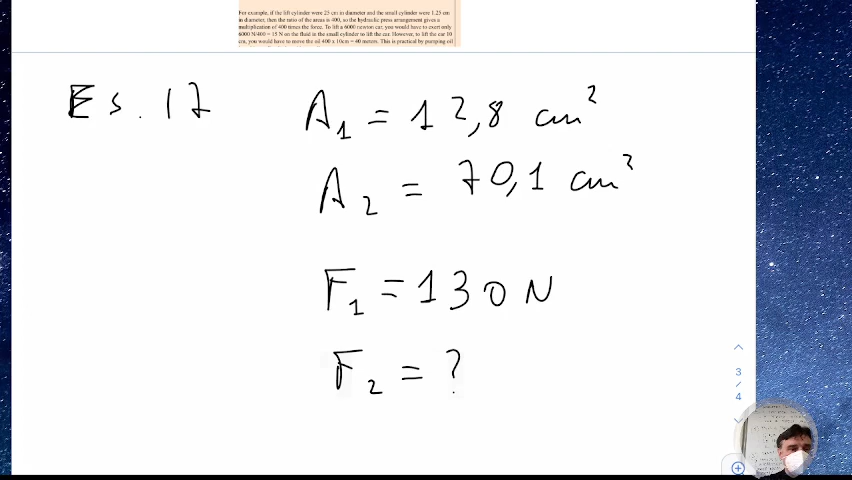 For example, if the lift cylinder were 25 cm in diameter and the small cylinder were 1.25 cm
in diameter, then the ratio of the areas is 400, so the hydraulic press arrangement gives a
multiplication of 400 times the force. To lift a 6000 newton car, you would have to exert only
6000 N/400 = 15 N on the fluid in the small cylinder to lift the car. However, to lift the car 10
cm, you would have to move the oil 400 x 10cm = 40 meters. This is practical by pumping oil
Es. 17
A₁ = 12,8 cm²
A₂ = 70,1 cm²
F₁ = 130 N
F₂ = ?
3
/
4